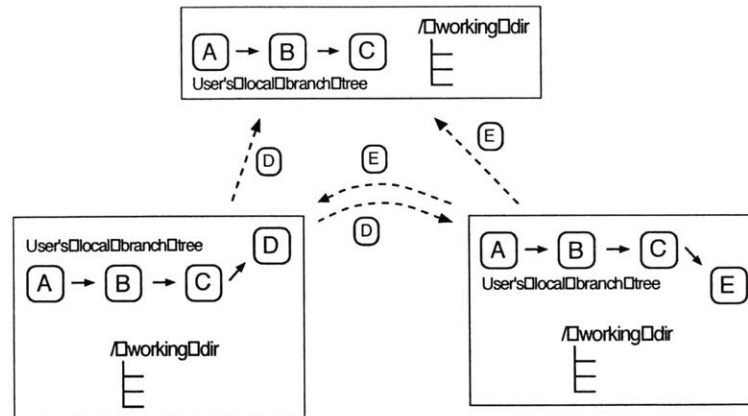 /□working□dir
A B C
User's□local□branch□tree
D
E
E
D
User's□local□branch□tree
D
A B C
/□working□dir
A B C
User's□local□branch□tree
E
/□working□dir